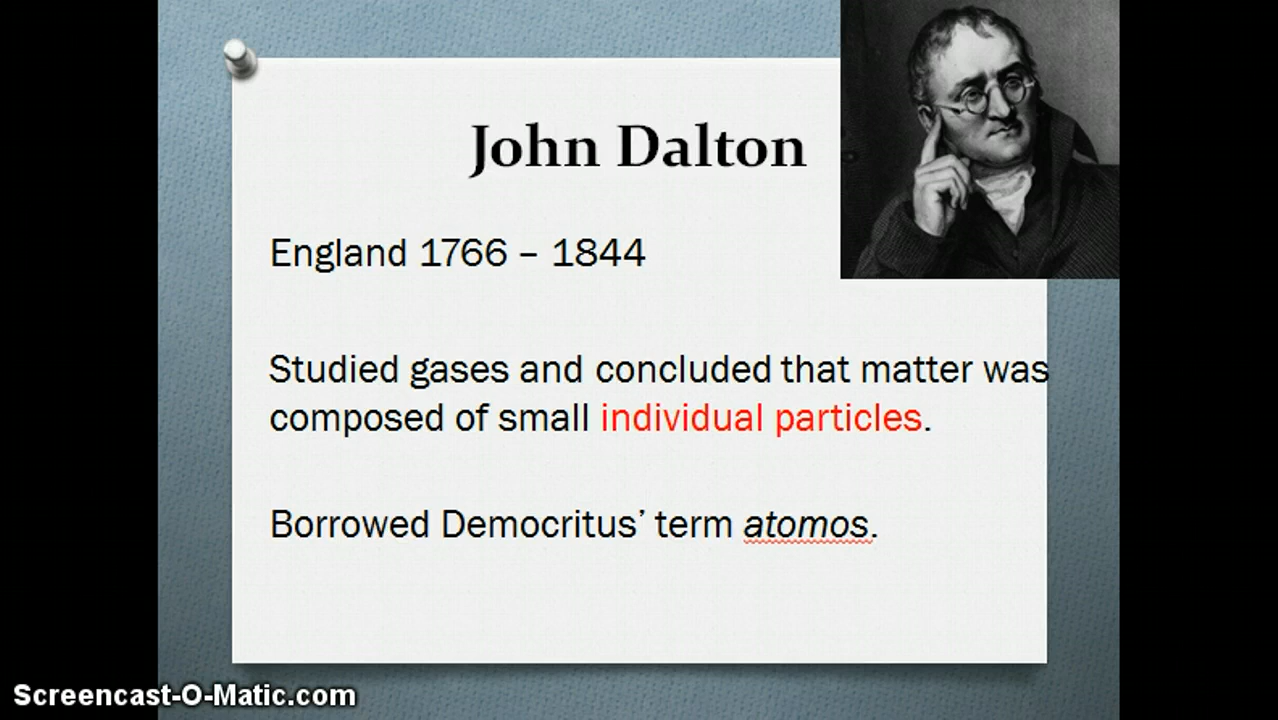 John Dalton
England 1766 – 1844
Studied gases and concluded that matter was
composed of small individual particles.
Borrowed Democritus’ term atomos.
Screencast-O-Matic.com